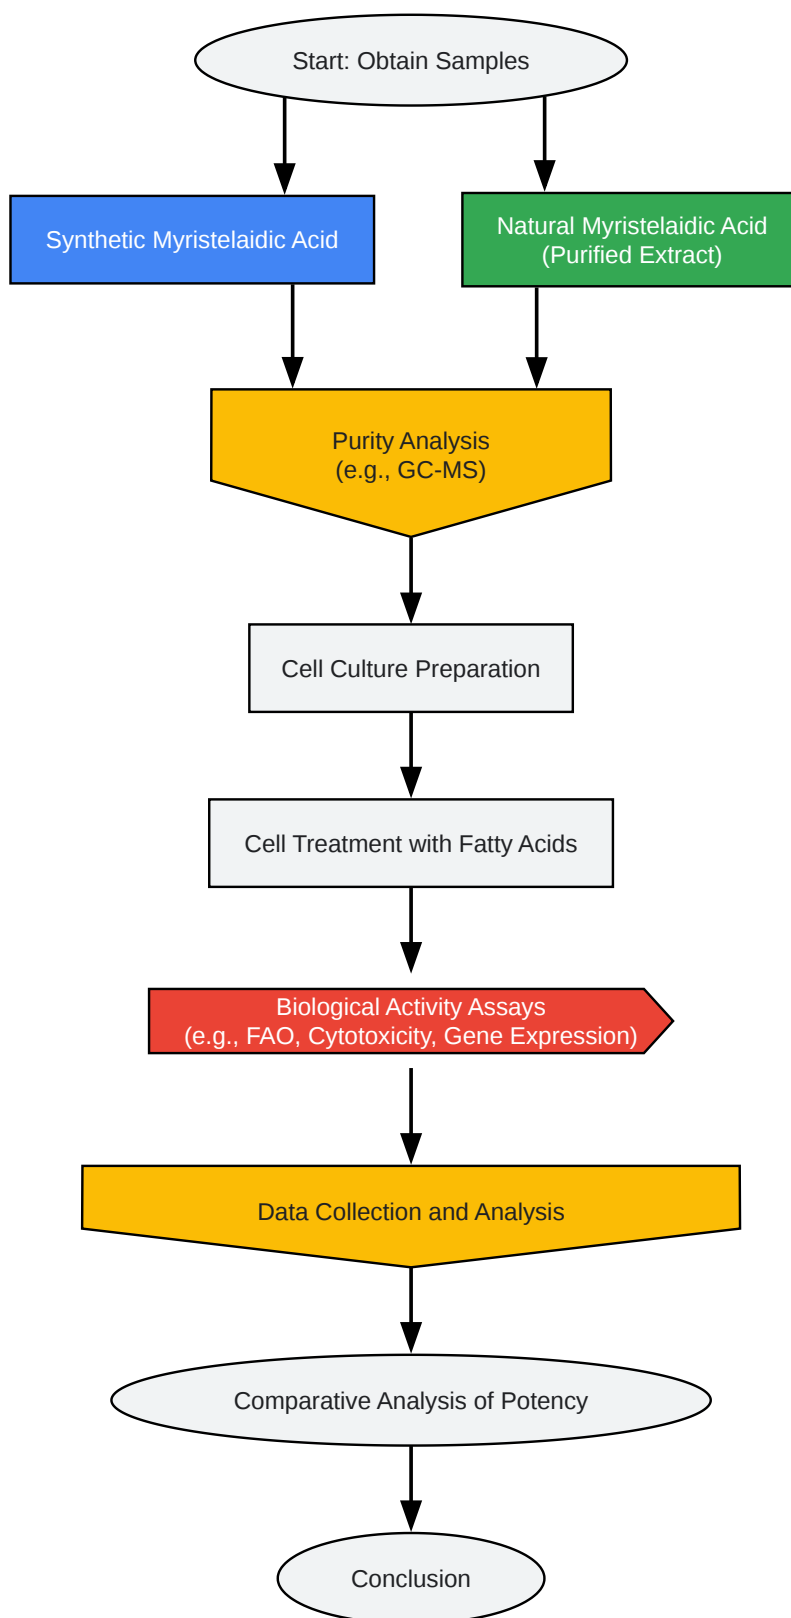 Start: Obtain Samples
Synthetic Myristelaidic Acid
Natural Myristelaidic Acid
(Purified Extract)
Purity Analysis
(e.g., GC-MS)
Cell Culture Preparation
Cell Treatment with Fatty Acids
Biological Activity Assays
(e.g., FAO, Cytotoxicity, Gene Expression)
Data Collection and Analysis
Comparative Analysis of Potency
Conclusion